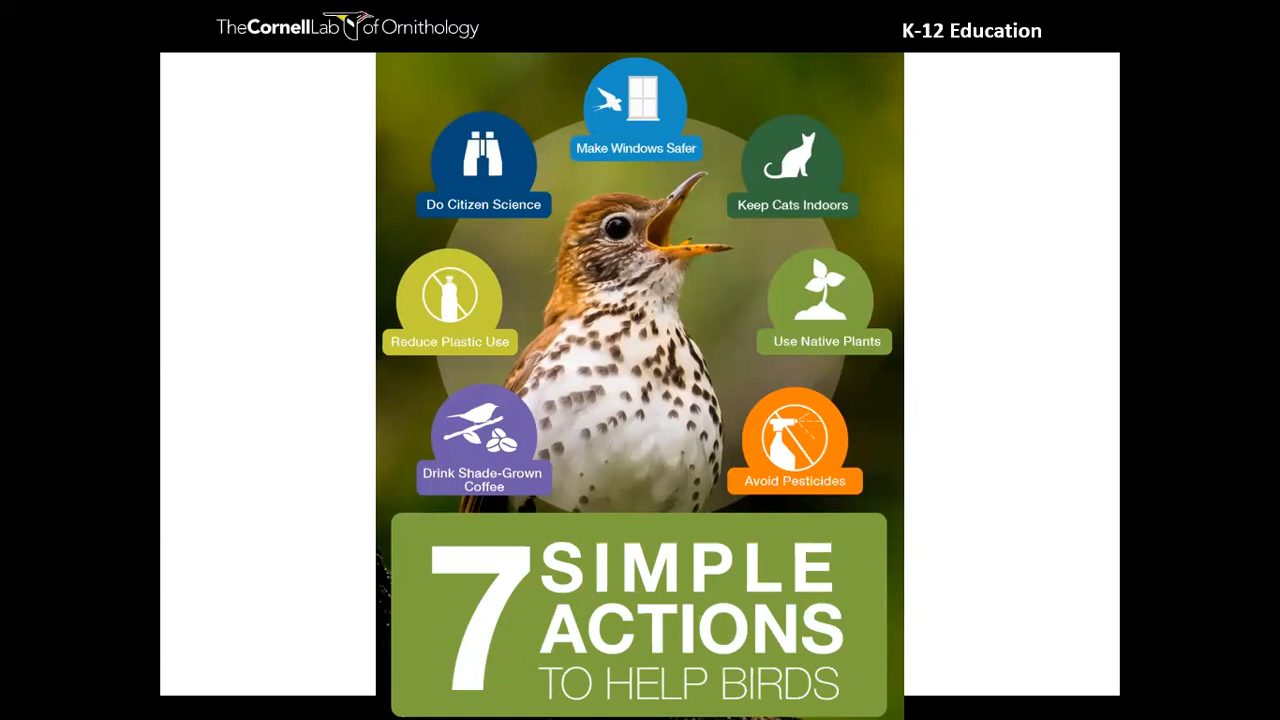 TheCornellLab of Ornithology
K-12 Education
Make Windows Safer
Do Citizen Science
Keep Cats Indoors
Reduce Plastic Use
Use Native Plants
Drink Shade-Grown
Coffee
Avoid Pesticides
7 SIMPLE
ACTIONS
TO HELP BIRDS